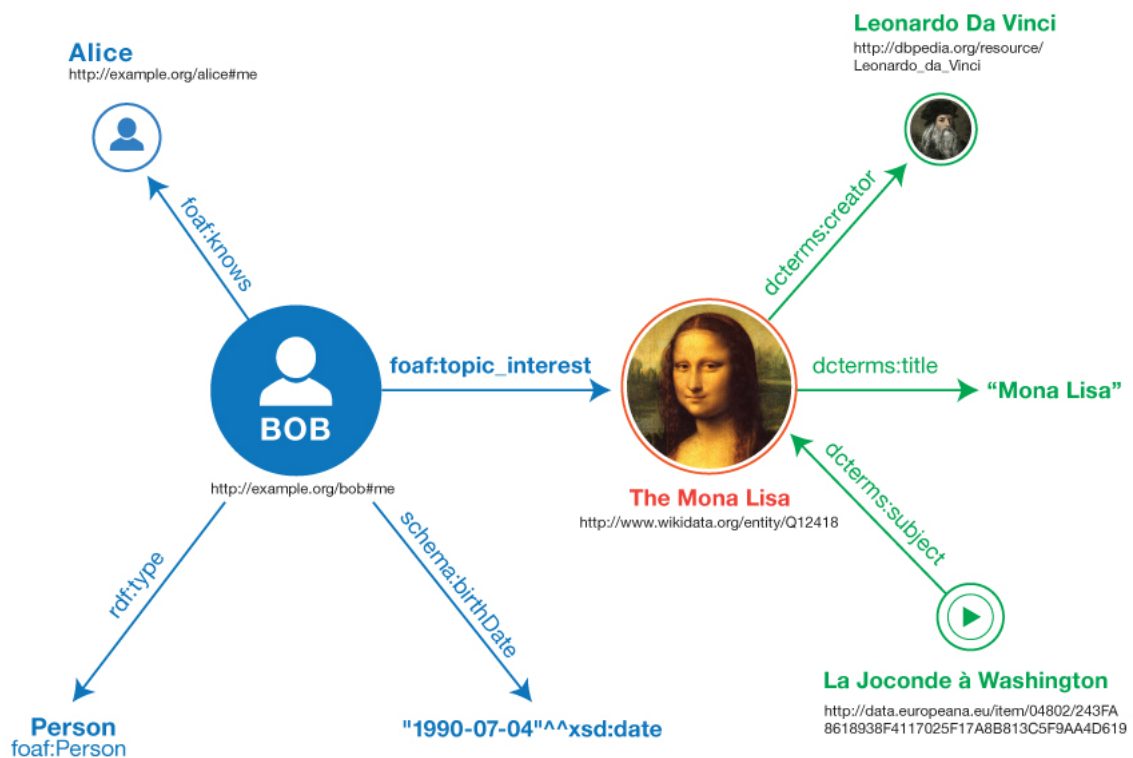 Leonardo Da Vinci
http://dbpedia.org/resource/
Leonardo_da_Vinci
Alice
http://example.org/alice#me
foaf:knows
dcterms:creator
foaf:topic_interest
dcterms:title
“Mona Lisa”
BOB
http://example.org/bob#me
The Mona Lisa
http://www.wikidata.org/entity/Q12418
dcterms:subject
rdf:type
schema:birthDate
La Joconde à Washington
http://data.europeana.eu/item/04802/243FA
8618938F4117025F17A8B813C5F9AA4D619
Person
foaf:Person
"1990-07-04"^^xsd:date